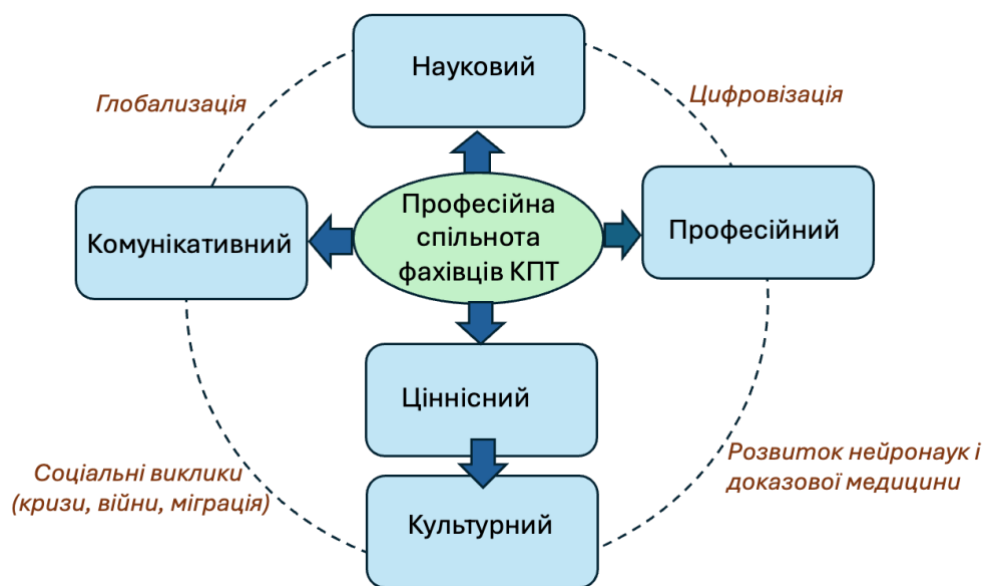 Науковий
Глобализація
Цифровізація
Комунікативний
Професійна
спільнота
фахівців КПТ
Професійний
Ціннісний
Соціальні виклики
(кризи, війни, міграція)
Розвиток нейронаук і
доказової медицини
Культурний